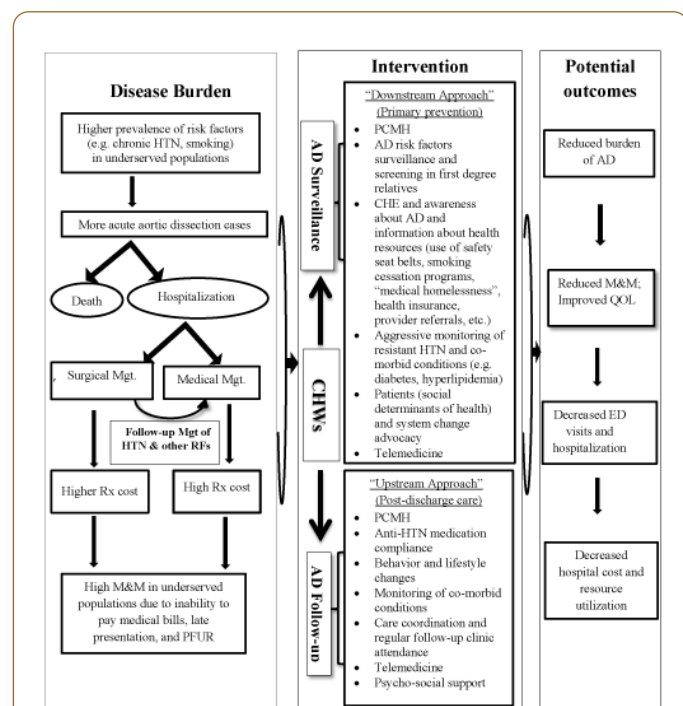 Disease Burden
Higher prevalence of risk factors
(e.g. chronic HTN, smoking)
in underserved populations
More acute aortic dissection cases
Death
Hospitalization
Surgical Mgt.
Medical Mgt.
Follow-up Mgt of
HTN & other RFs
Higher Rx cost
High Rx cost
High M&M in underserved
populations due to inability to
pay medical bills, late
presentation, and PFUR
Intervention
AD Surveillance
CHWs
AD Follow-up
“Downstream Approach”
(Primary prevention)
• PCMH
• AD risk factors
surveillance and
screening in first degree
relatives
• CHE and awareness
about AD and
information about health
resources (use of safety
seat belts, smoking
cessation programs,
“medical homelessness”,
health insurance,
provider referrals, etc.)
• Aggressive monitoring of
resistant HTN and co-
morbid conditions (e.g.
diabetes, hyperlipidemia)
• Patients (social
determinants of health)
and system change
advocacy
• Telemedicine
“Upstream Approach”
(Post-discharge care)
• PCMH
• Anti-HTN medication
compliance
• Behavior and lifestyle
changes
• Monitoring of co-morbid
conditions
• Care coordination and
regular follow-up clinic
attendance
• Telemedicine
• Psycho-social support
Potential
outcomes
Reduced burden
of AD
Reduced M&M;
Improved QOL
Decreased ED
visits and
hospitalization
Decreased
hospital cost and
resource
utilization